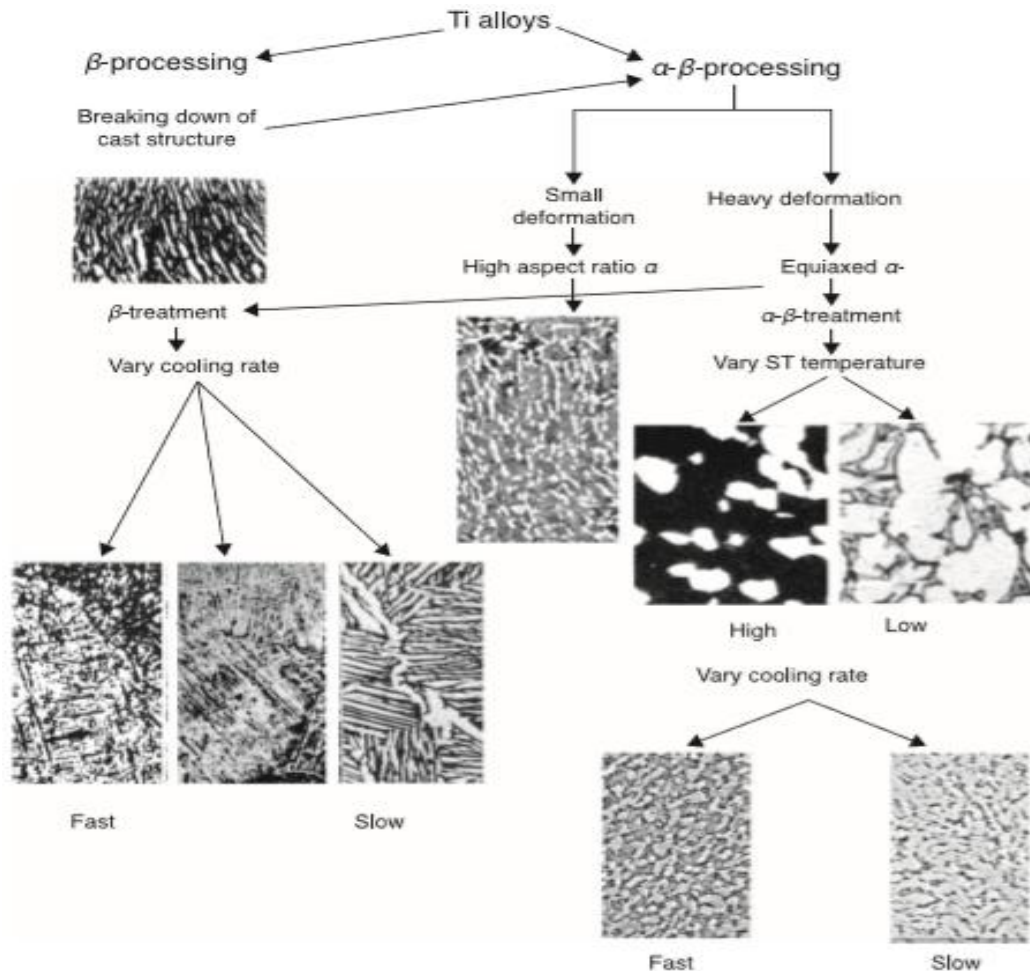 Ti alloys
β-processing
α-β-processing
Breaking down of
cast structure
Small
deformation
Heavy deformation
High aspect ratio α
Equiaxed α-
β-treatment
α-β-treatment
Vary cooling rate
Vary ST temperature
High
Low
Vary cooling rate
Fast
Slow
Fast
Slow